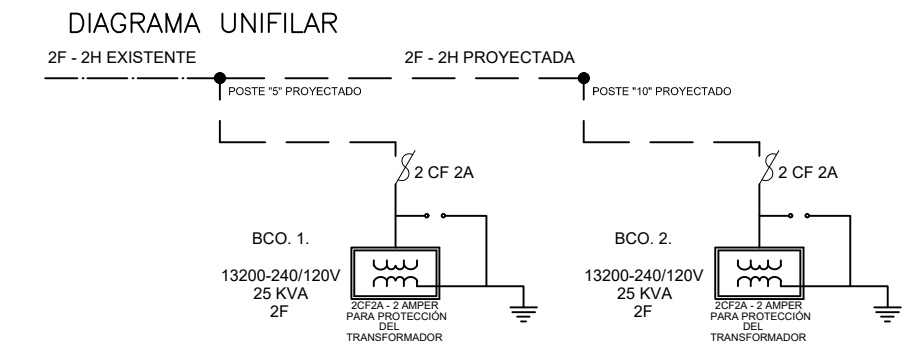 DIAGRAMA UNIFILAR
2F - 2H EXISTENTE
2F - 2H PROYECTADA
POSTE "5" PROYECTADO
POSTE "10" PROYECTADO
2 CF 2A
2 CF 2A
BCO. 1.
13200-240/120V
25 KVA
2F
2CF2A - 2 AMPER
PARA PROTECCIÓN
DEL
TRANSFORMADOR
BCO. 2.
13200-240/120V
25 KVA
2F
2CF2A - 2 AMPER
PARA PROTECCIÓN
DEL
TRANSFORMADOR